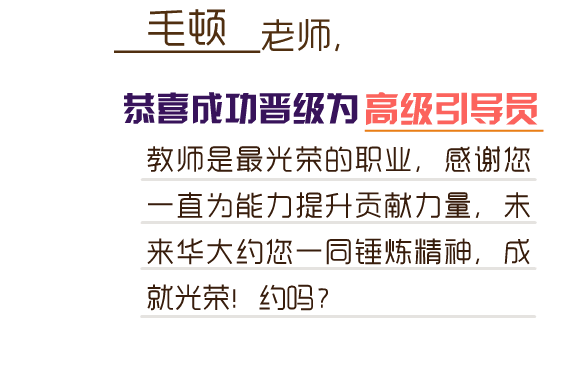 毛顿 老师,
恭喜成功晋级为 高级引导员
教师是最光荣的职业，感谢您
一直为能力提升贡献力量，未
来华大约您一同锤炼精神，成
就光荣！约吗？